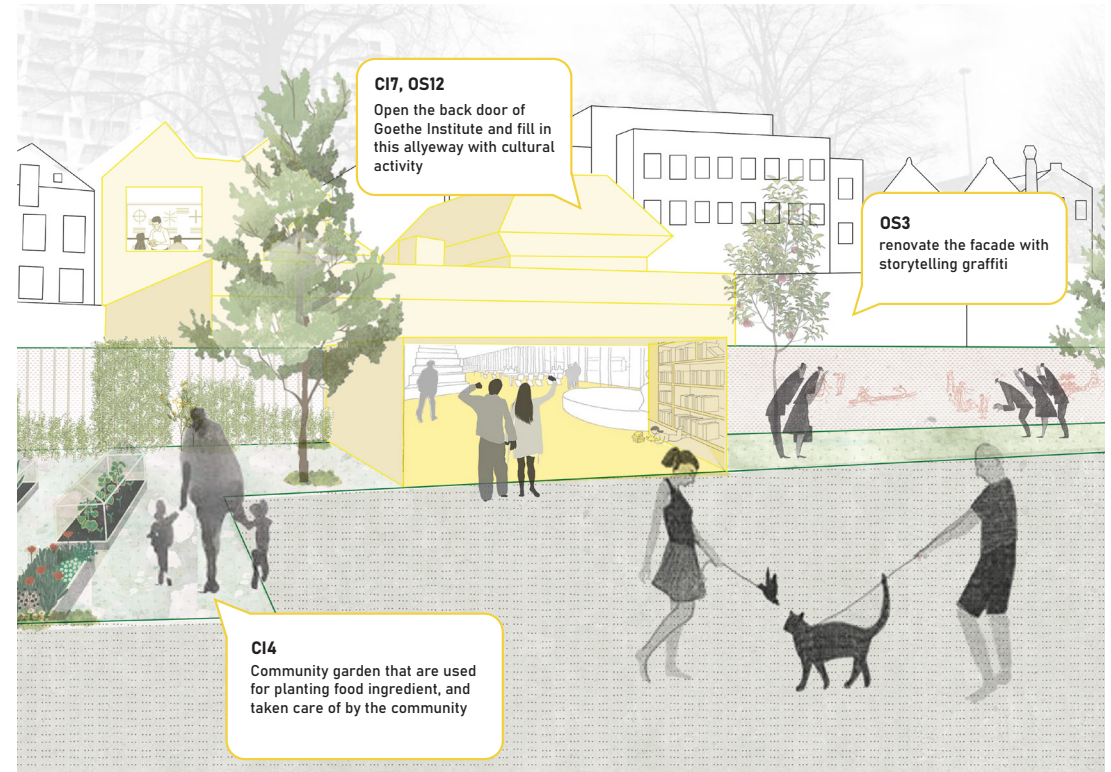 CI7, OS12
Open the back door of
Goethe Institute and fill in
this allyeway with cultural
activity
OS3
renovate the facade with
storytelling graffiti
CI4
Community garden that are used
for planting food ingredient, and
taken care of by the community